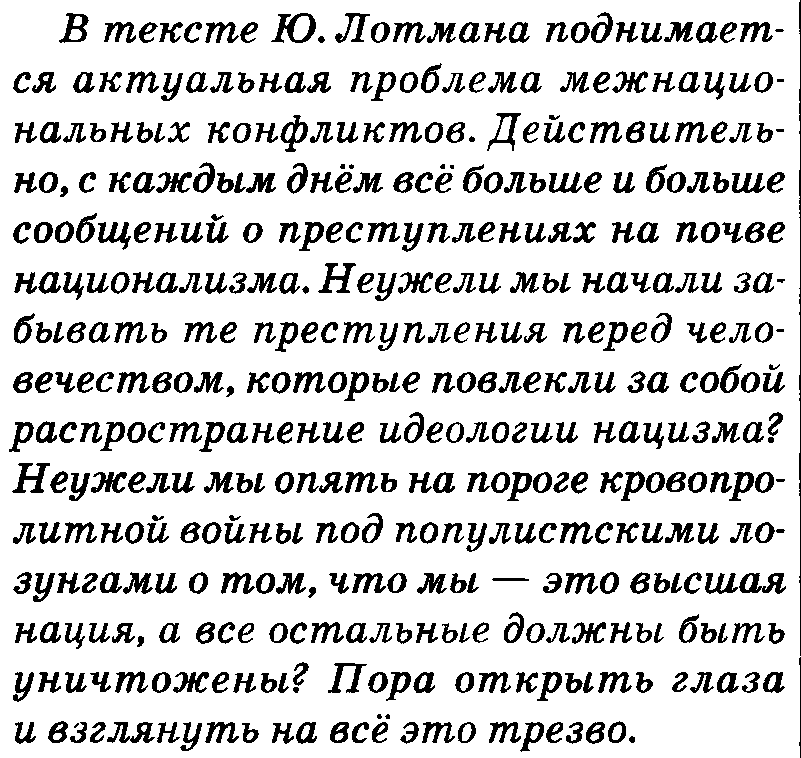 В тексте Ю. Лотмана поднимает-
ся актуальная проблема межнацио-
нальных конфликтов. Действитель-
но, с каждым днём всё больше и больше
сообщений о преступлениях на почве
национализма. Неужели мы начали за-
бывать те преступления перед чело-
вечеством, которые повлекли за собой
распространение идеологии нацизма?
Неужели мы опять на пороге кровопро-
литной войны под популистскими ло-
зунгами о том, что мы — это высшая
нация, а все остальные должны быть
уничтожены? Пора открыть глаза
и взглянуть на всё это трезво.